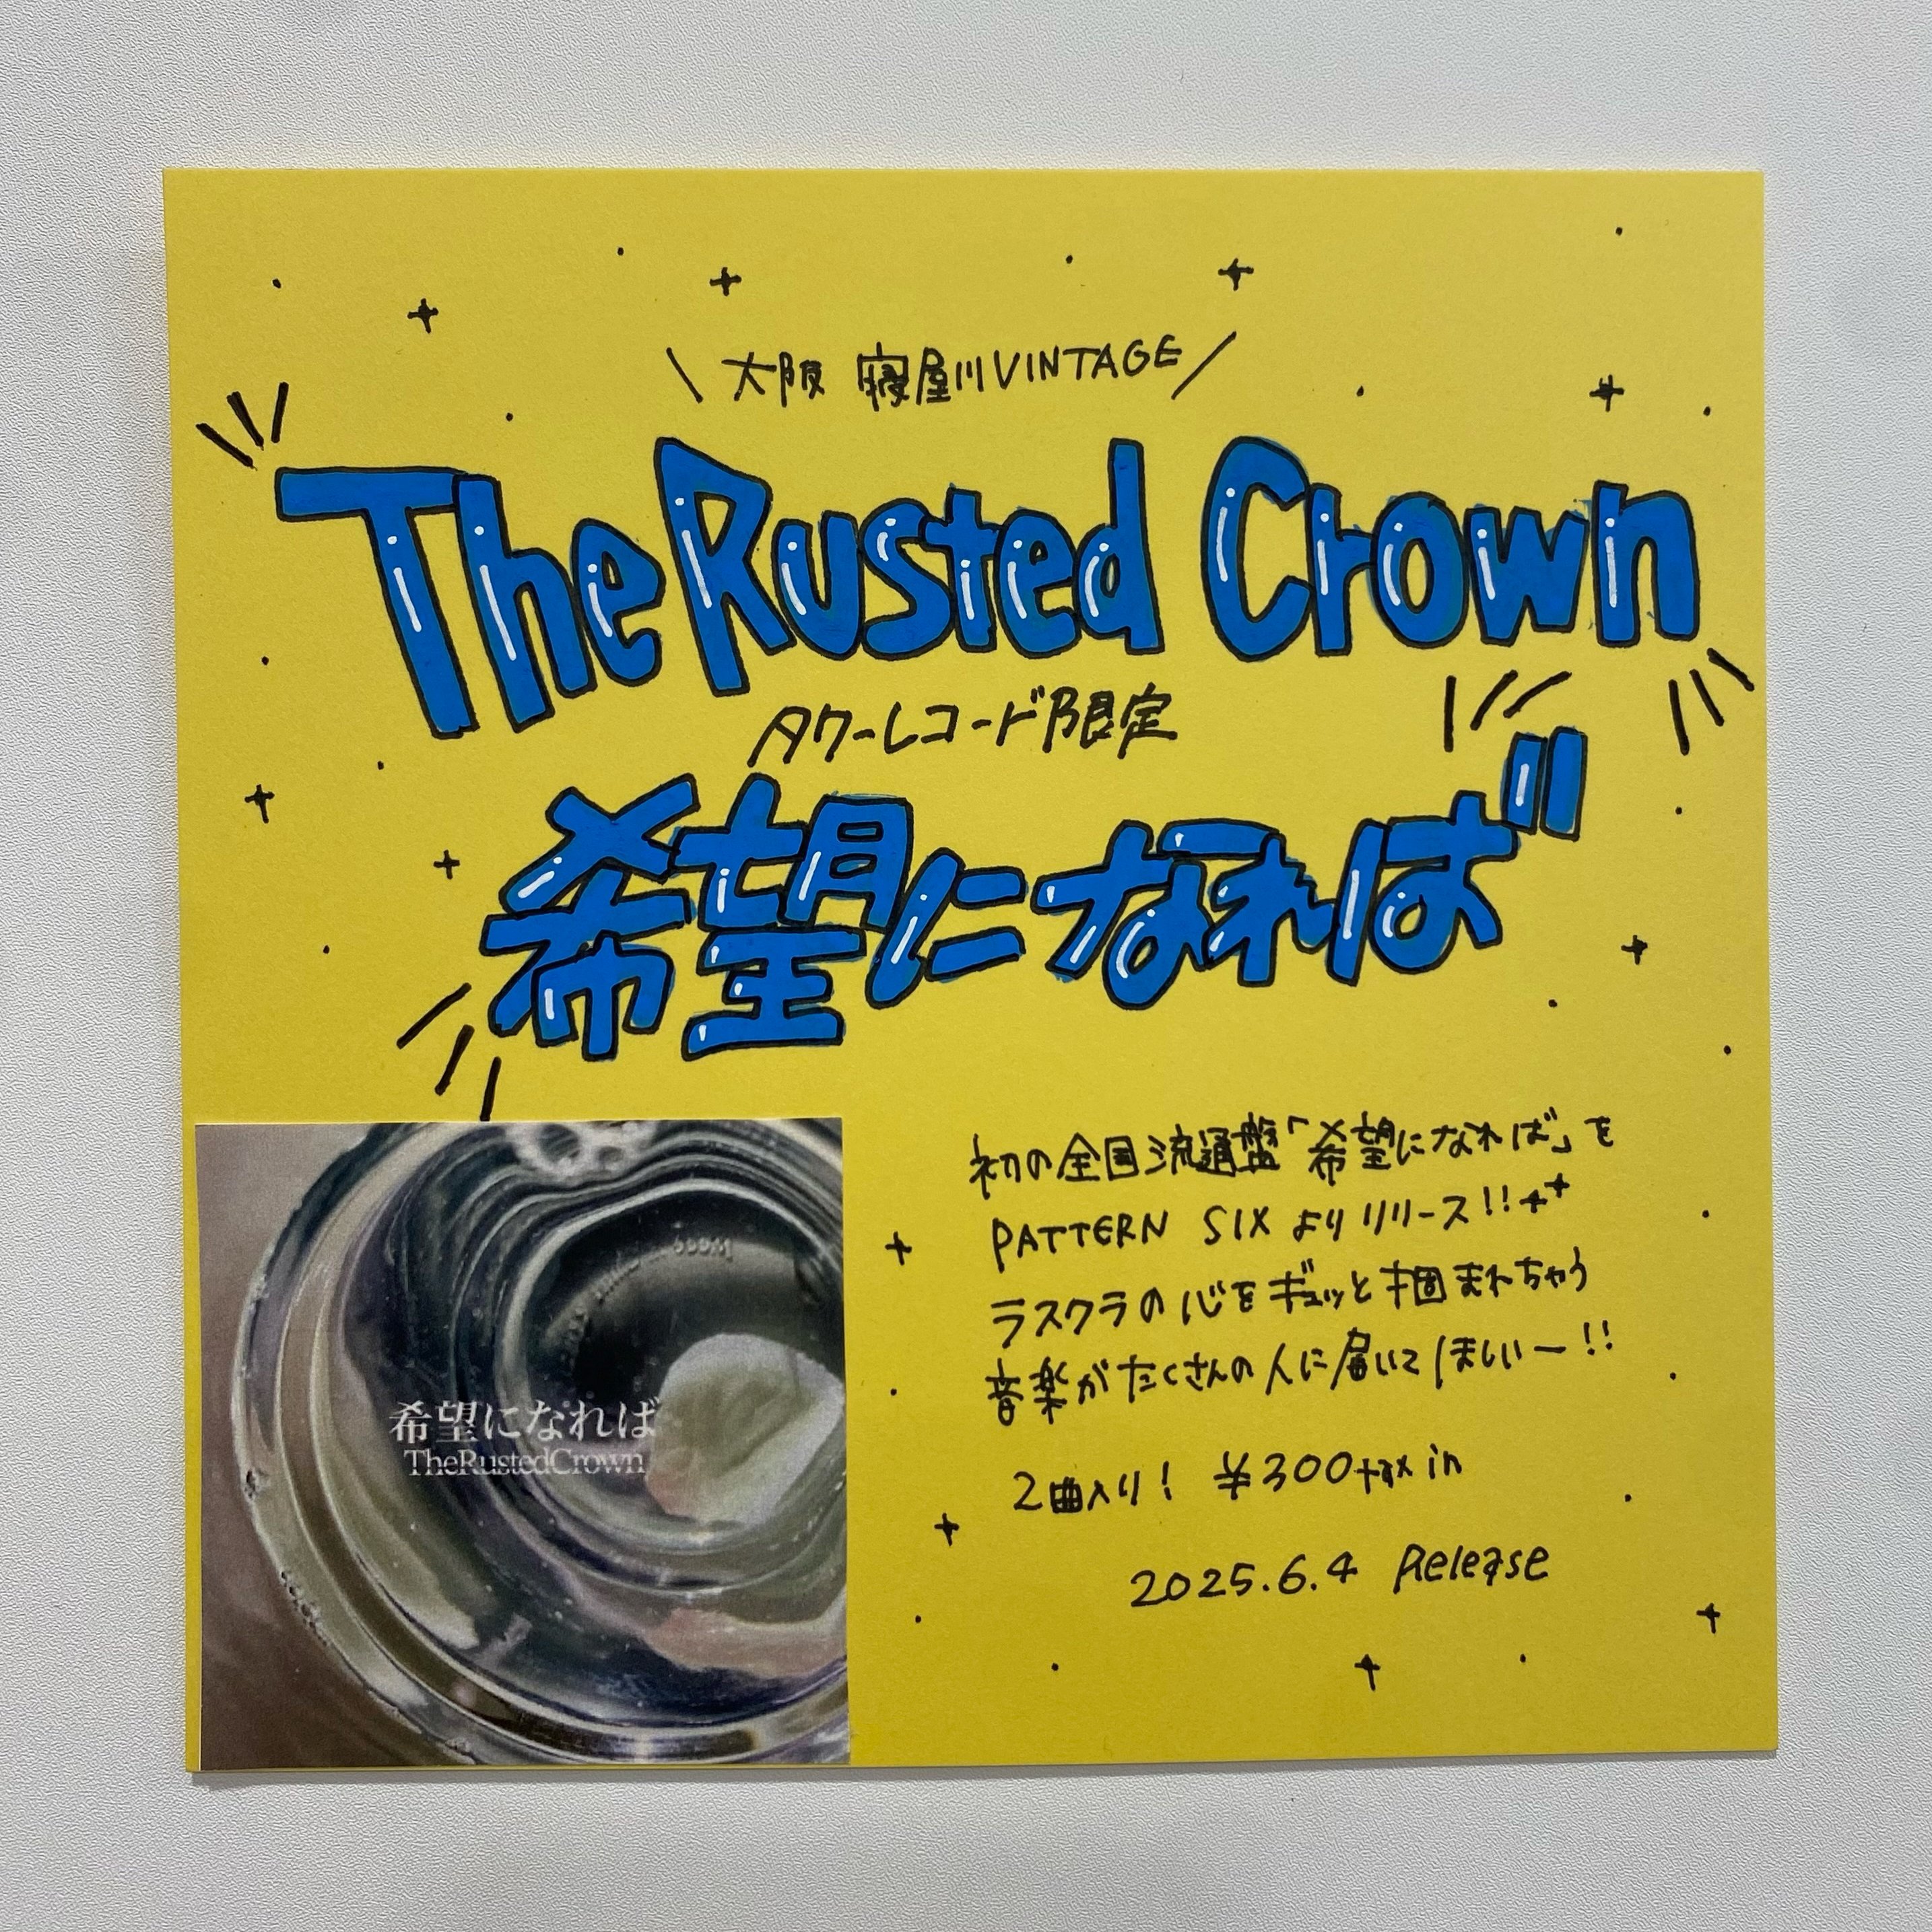 \ 大阪 寝屋川VINTAGE /
The Rusted Crown
タワーレコード限定
希望になれば
初の全国流通盤「希望になれば」を
PATTERN SIX よりリリース!!
ラスクラの心をギュッと掴まれちゃう
音楽がたくさんの人に届いてほしいー!!
2曲入り! ¥300+tax in
2025.6.4 Release
希望になれば
TheRustedCrown